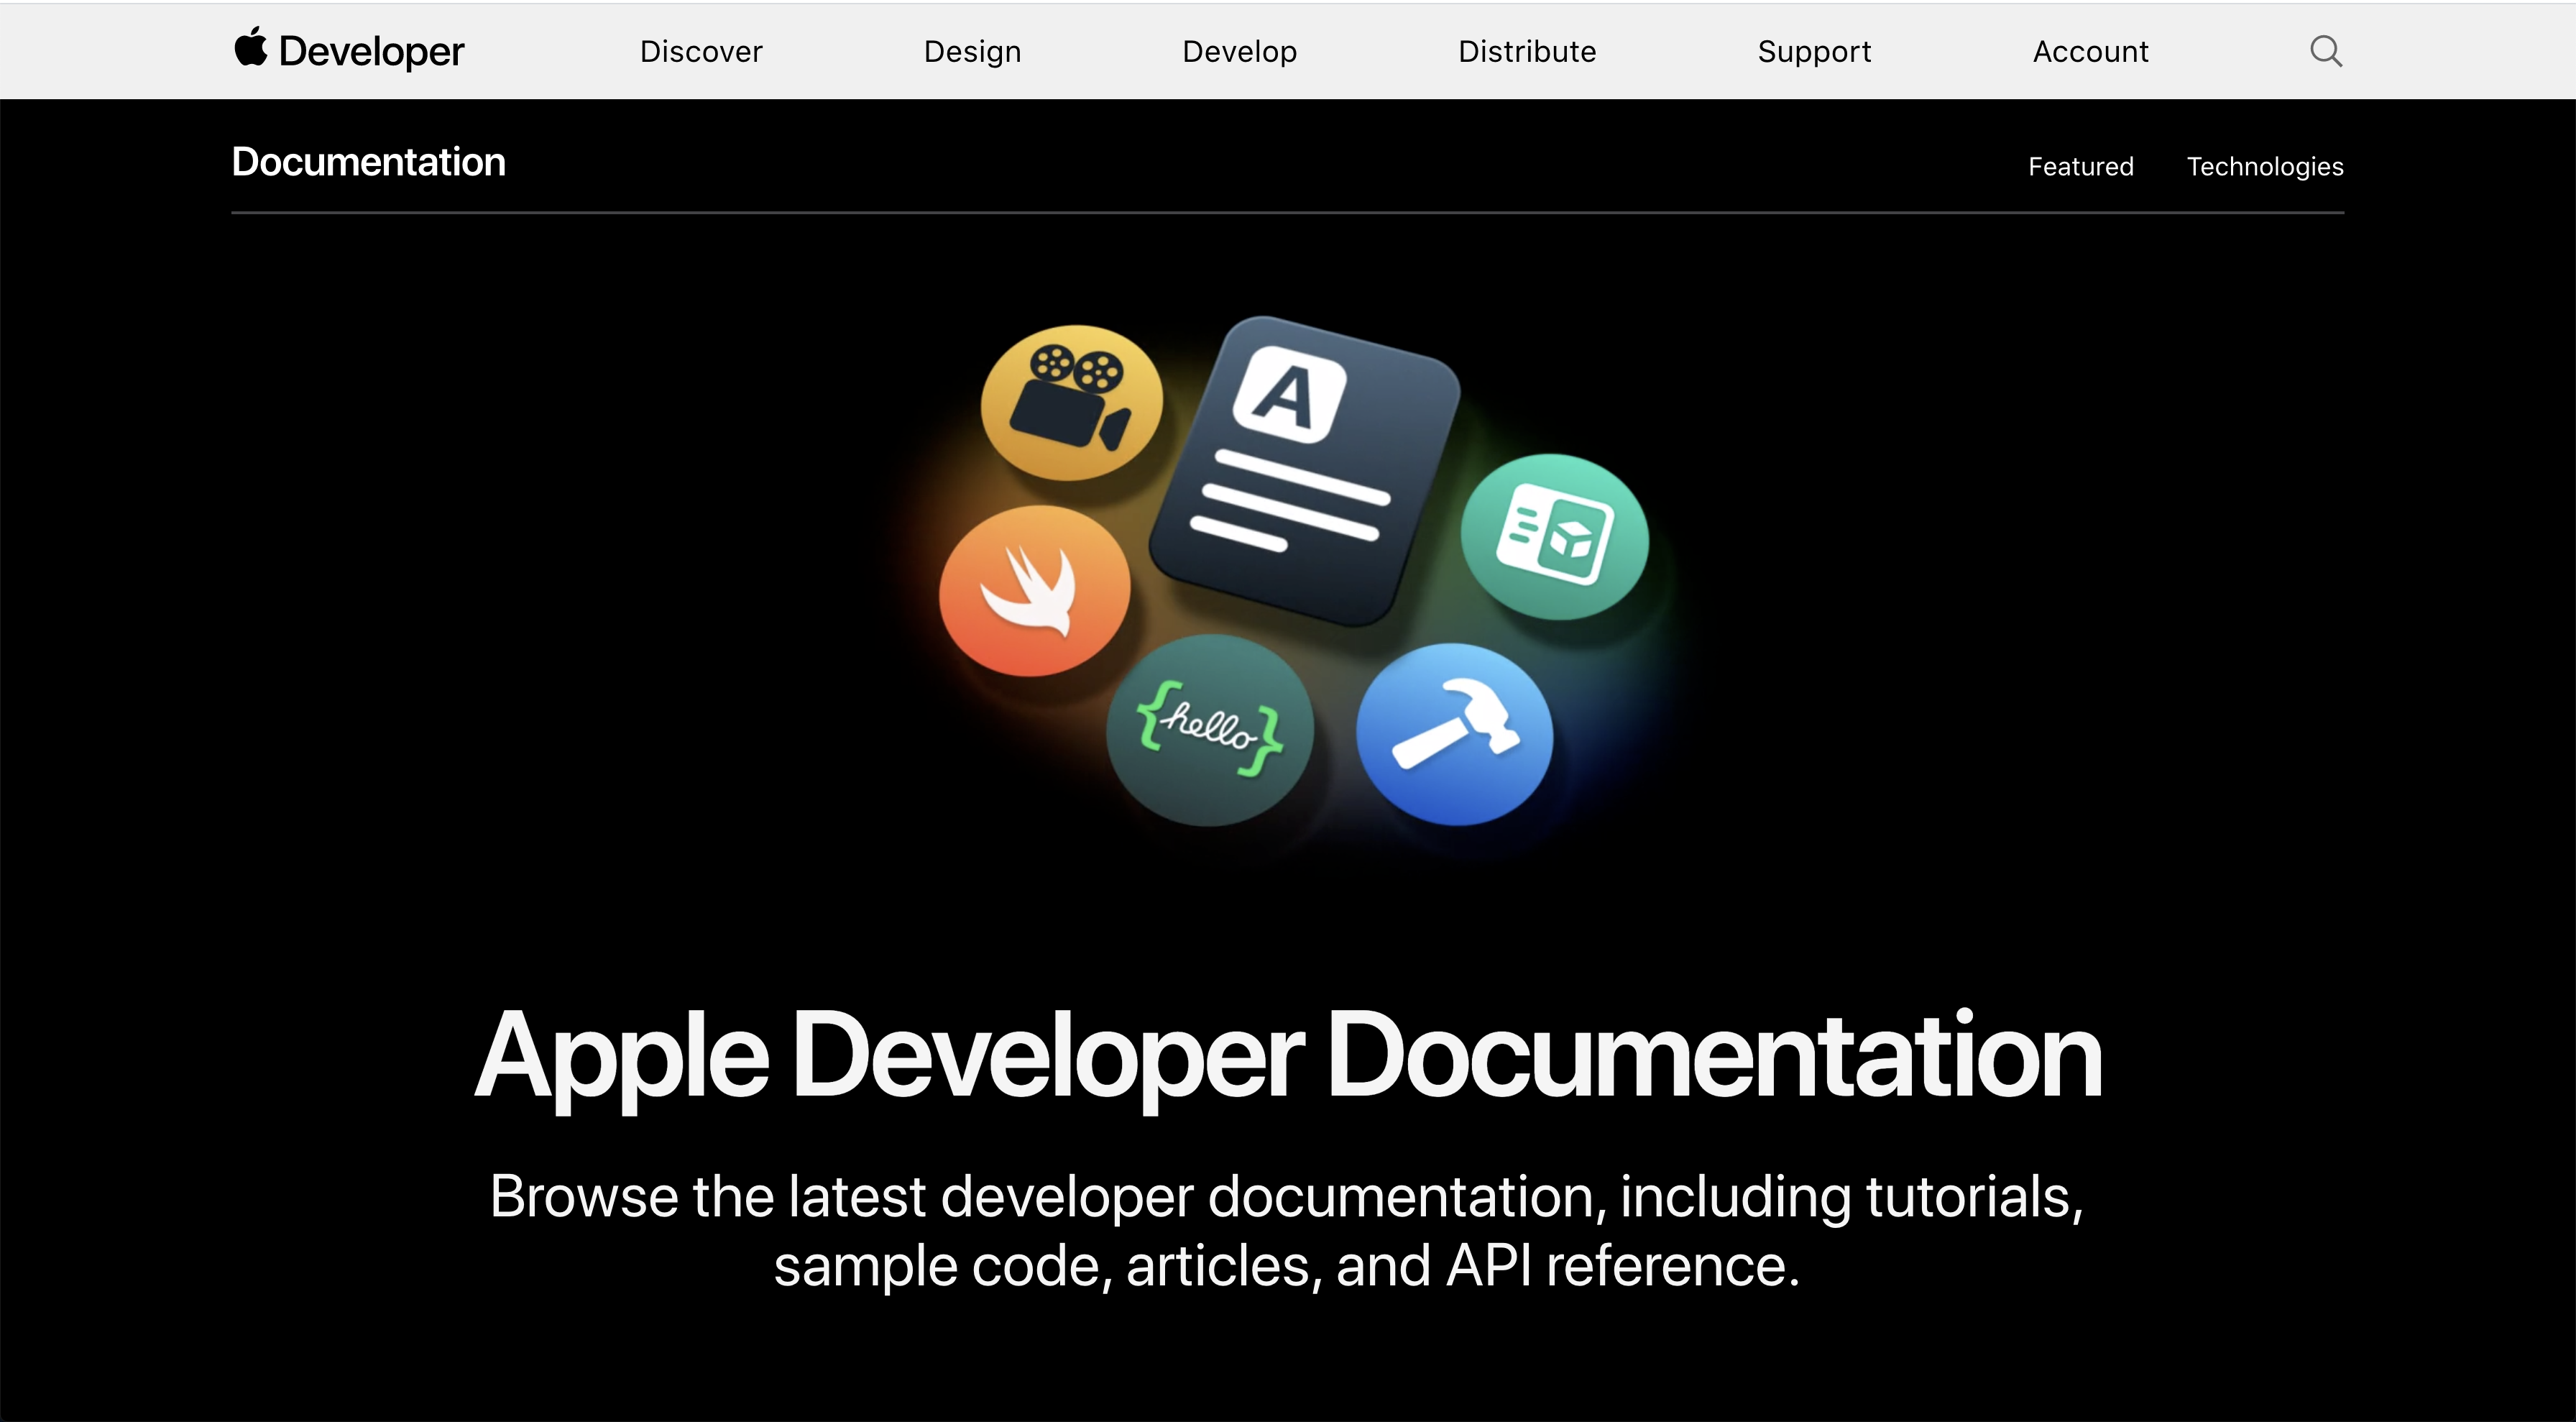 Developer
Discover
Design
Develop
Distribute
Support
Account
Documentation
Featured
Technologies
A
{hello}
Apple Developer Documentation
Browse the latest developer documentation, including tutorials,
sample code, articles, and API reference.